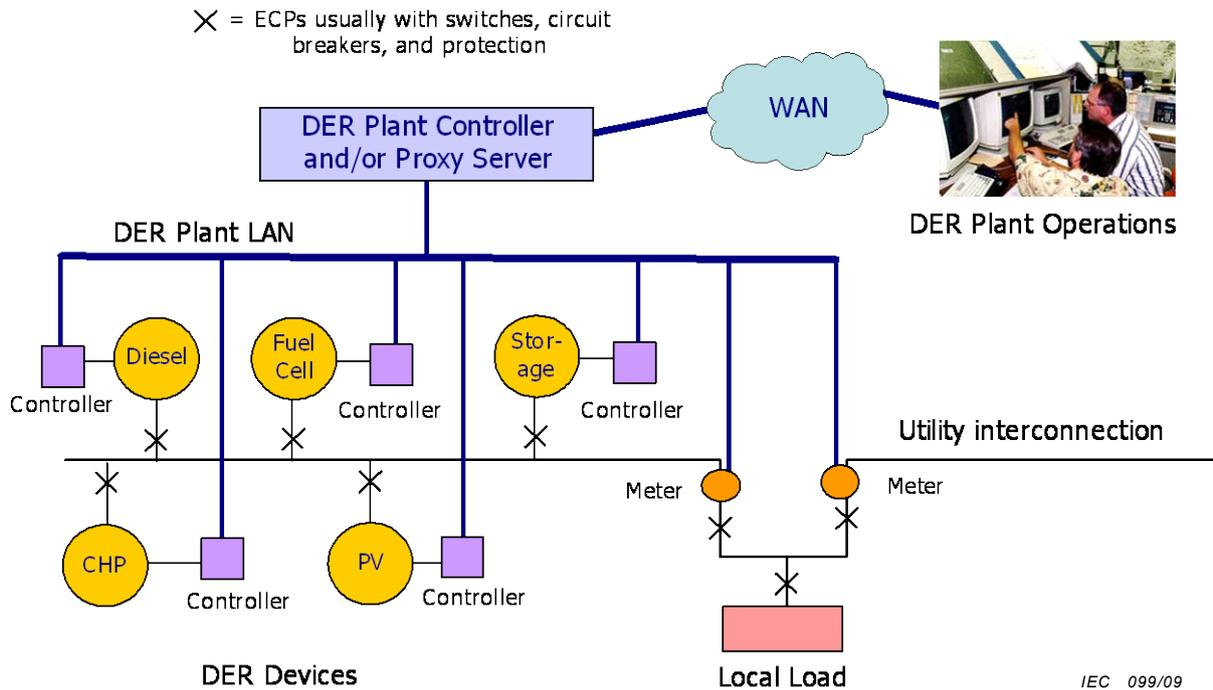 = ECPs usually with switches, circuit
breakers, and protection
WAN
DER Plant Controller
and/or Proxy Server
DER Plant Operations
DER Plant LAN
Diesel
Fuel
Cell
Stor-
age
Controller
Controller
Controller
Utility interconnection
Meter
Meter
CHP
PV
Controller
Controller
DER Devices
Local Load
IEC 099/09